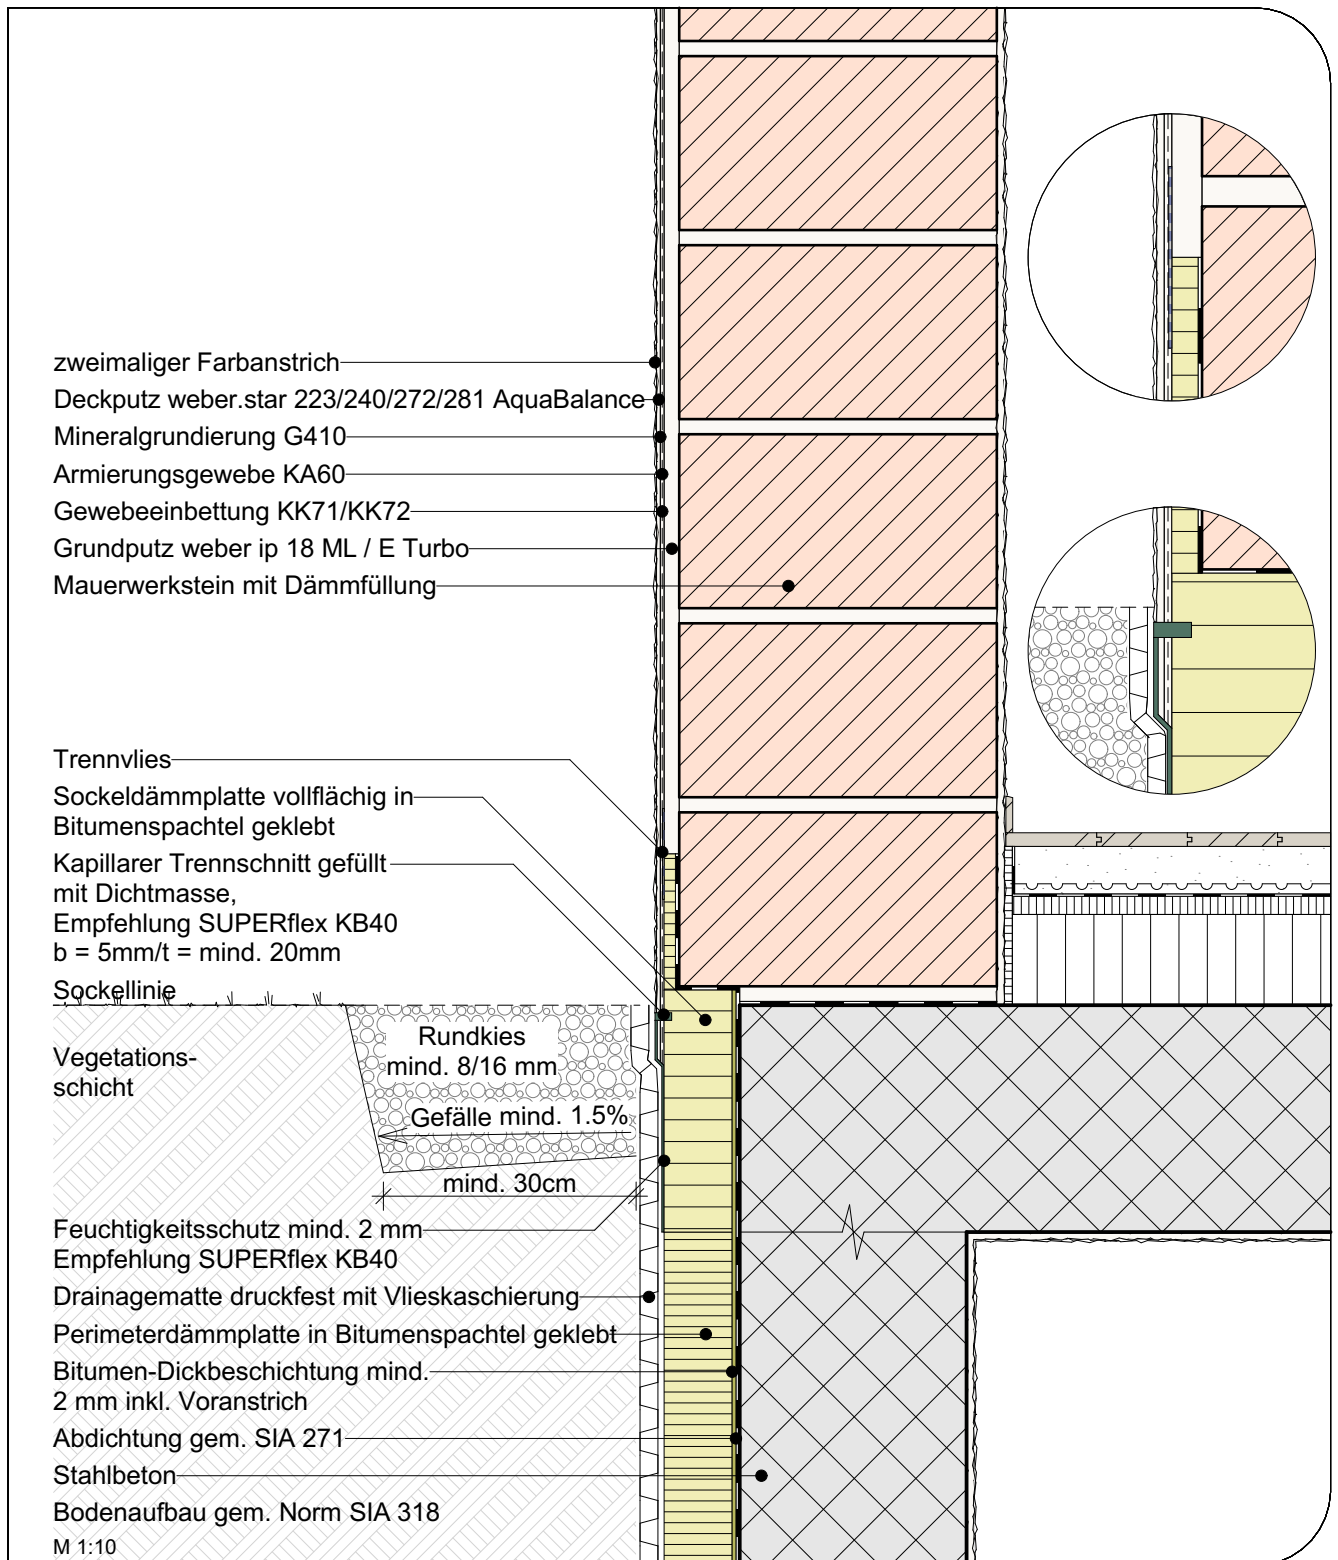 zweimaliger Farbanstrich
Deckputz weber.star 223/240/272/281 AquaBalance
Mineralgrundierung G410
Armierungsgewebe KA60
Gewebeeinbettung KK71/KK72
Grundputz weber ip 18 ML / E Turbo
Mauerwerkstein mit Dämmfüllung
Trennvlies
Sockeldämmplatte vollflächig in
Bitumenspachtel geklebt
Kapillarer Trennschnitt gefüllt
mit Dichtmasse,
Empfehlung SUPERflex KB40
b = 5mm/t = mind. 20mm
Sockellinie
Rundkies
mind. 8/16 mm
Vegetations-
schicht
Gefälle mind. 1.5%
mind. 30cm
Feuchtigkeitsschutz mind. 2 mm
Empfehlung SUPERflex KB40
Drainagematte druckfest mit Vlieskaschierung
Perimeterdämmplatte in Bitumenspachtel geklebt
Bitumen-Dickbeschichtung mind.
2 mm inkl. Voranstrich
Abdichtung gem. SIA 271
Stahlbeton
Bodenaufbau gem. Norm SIA 318
M 1:10